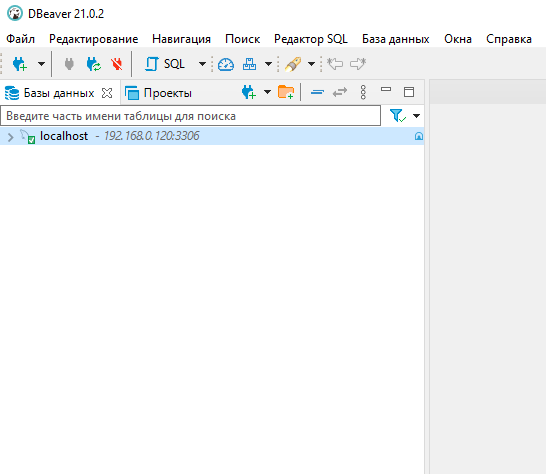 DBeaver 21.0.2
Файл Редактирование Навигация Поиск Редактор SQL База данных Окна Справка
SQL
Базы данных Проекты
Введите часть имени таблицы для поиска
localhost - 192.168.0.120:3306